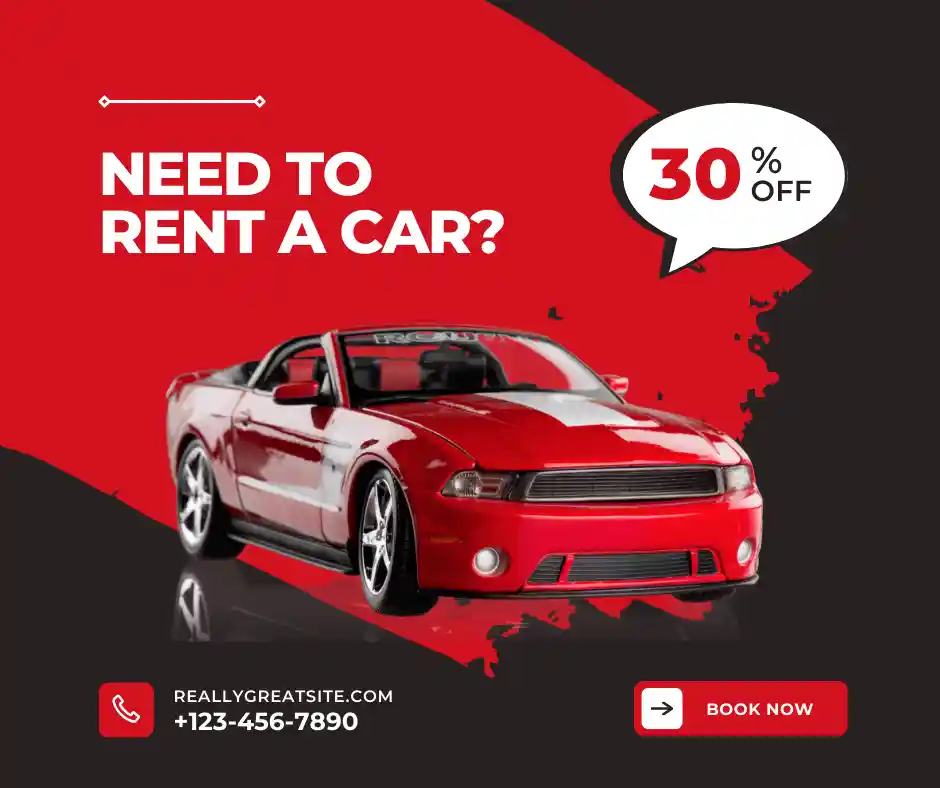 NEED TO
RENT A CAR?
30 %
OFF
REALLYGREATSITE.COM
+123-456-7890
BOOK NOW